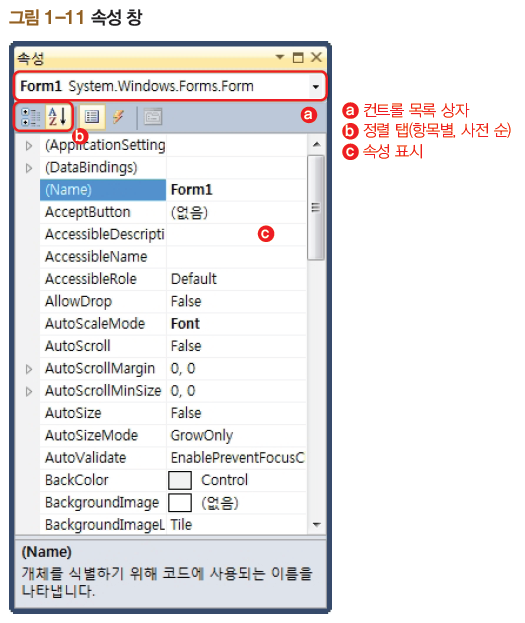 그림 1-11 속성 창
속성
Form1 System.Windows.Forms.Form
a
b
a 컨트롤 목록 상자
b 정렬 탭(항목별, 사전 순)
c 속성 표시
(ApplicationSetting
(DataBindings)
(Name) Form1
AcceptButton (없음)
AccessibleDescripti
c
AccessibleName
AccessibleRole Default
AllowDrop False
AutoScaleMode Font
AutoScroll False
AutoScrollMargin 0, 0
AutoScrollMinSize 0, 0
AutoSize False
AutoSizeMode GrowOnly
AutoValidate EnablePreventFocusC
BackColor Control
BackgroundImage (없음)
BackgroundImageL Tile
(Name)
개체를 식별하기 위해 코드에 사용되는 이름을
나타냅니다.